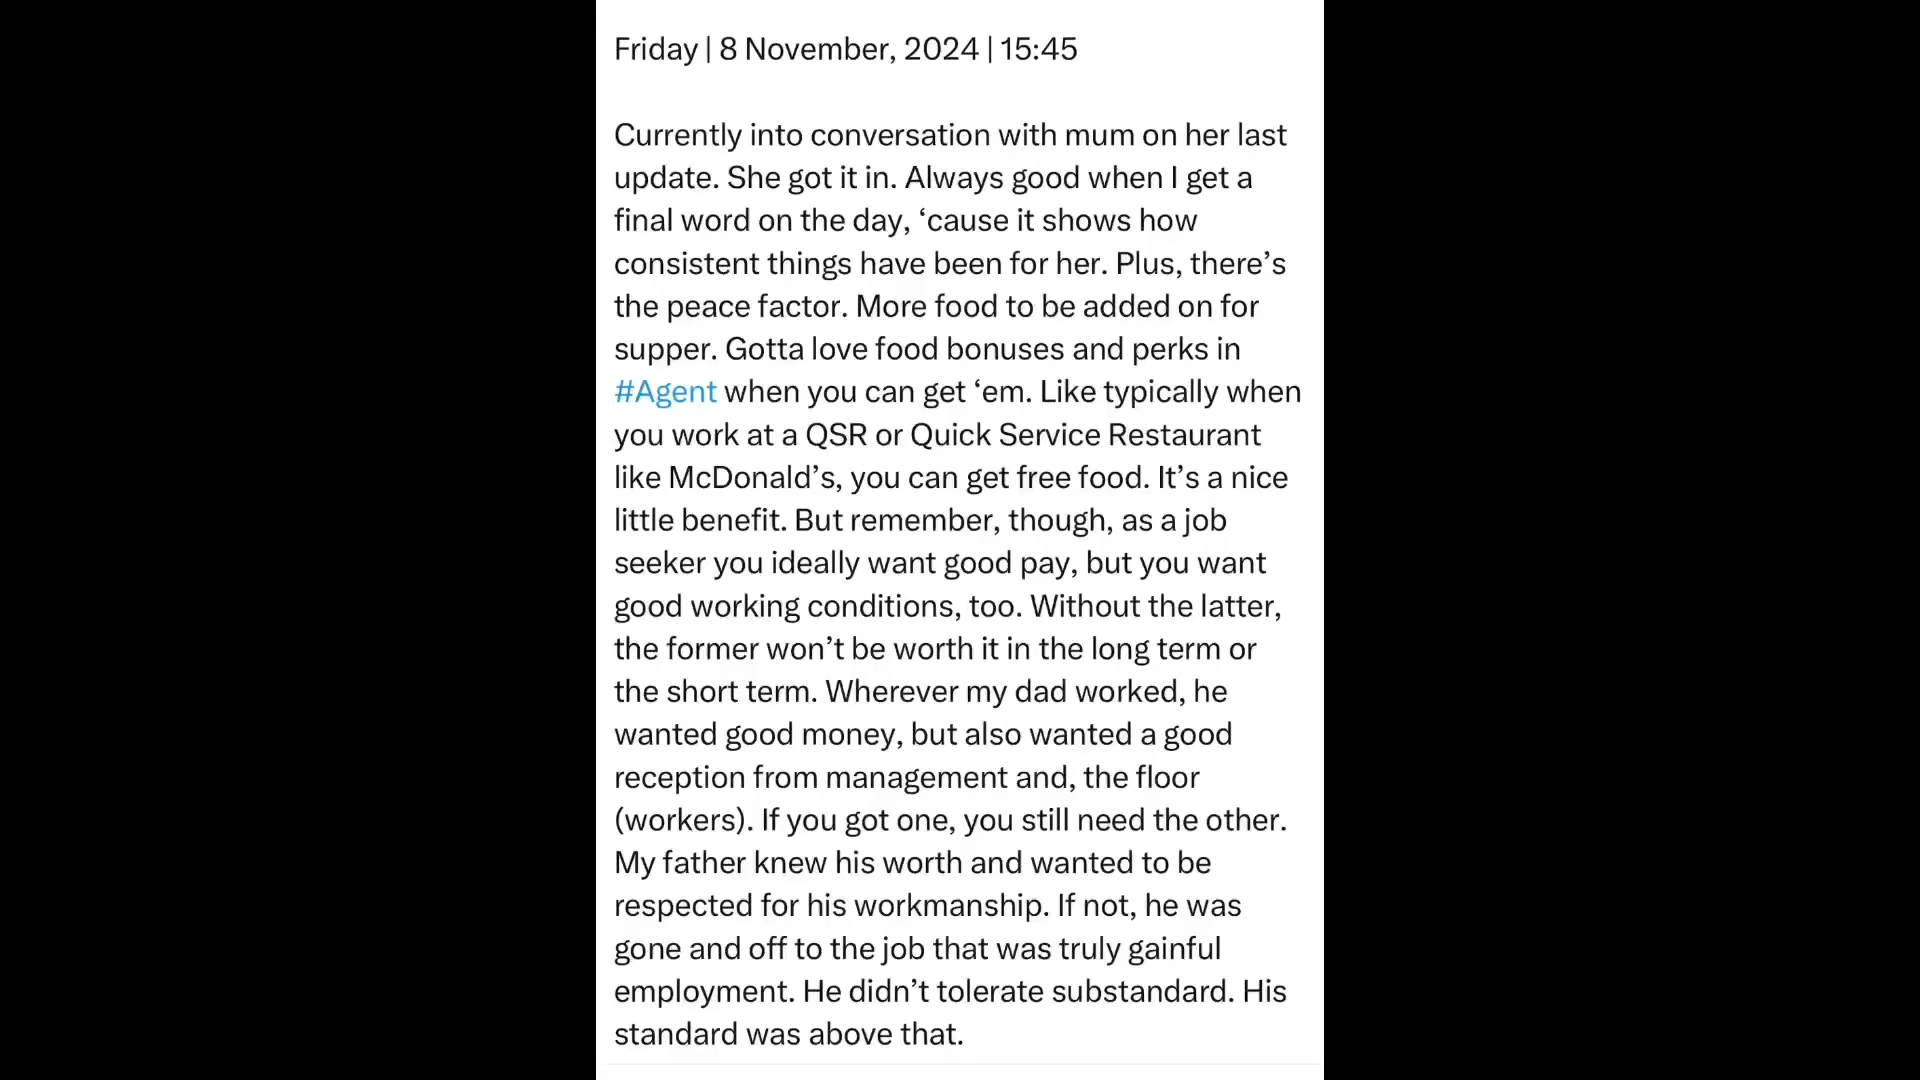 Friday | 8 November, 2024 | 15:45
Currently into conversation with mum on her last
update. She got it in. Always good when I get a
final word on the day, ‘cause it shows how
consistent things have been for her. Plus, there’s
the peace factor. More food to be added on for
supper. Gotta love food bonuses and perks in
#Agent when you can get ‘em. Like typically when
you work at a QSR or Quick Service Restaurant
like McDonald’s, you can get free food. It’s a nice
little benefit. But remember, though, as a job
seeker you ideally want good pay, but you want
good working conditions, too. Without the latter,
the former won’t be worth it in the long term or
the short term. Wherever my dad worked, he
wanted good money, but also wanted a good
reception from management and, the floor
(workers). If you got one, you still need the other.
My father knew his worth and wanted to be
respected for his workmanship. If not, he was
gone and off to the job that was truly gainful
employment. He didn’t tolerate substandard. His
standard was above that.